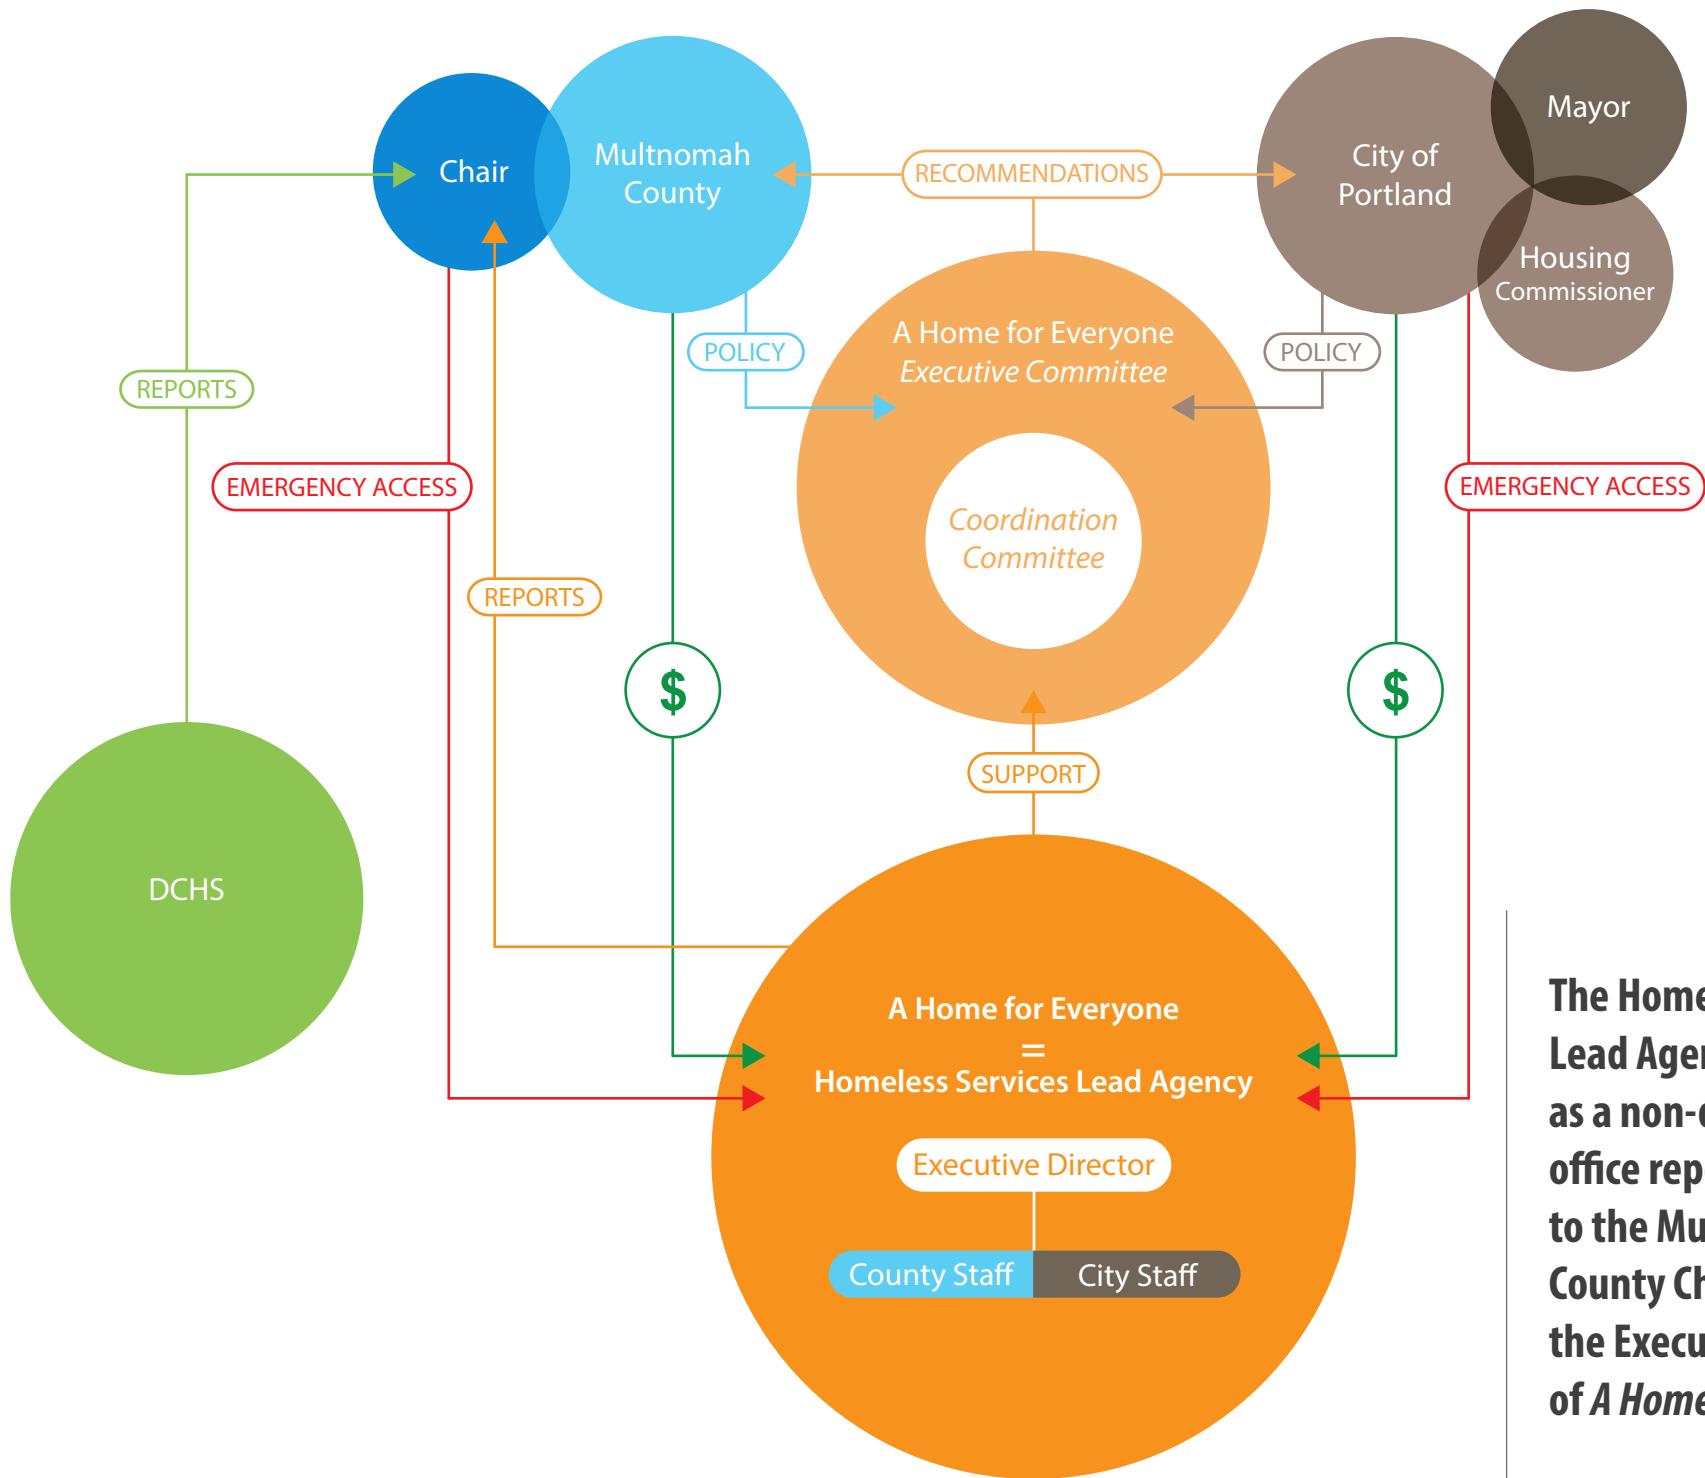 Chair
Multnomah
County
RECOMMENDATIONS
City of
Portland
Mayor
Housing
Commissioner
POLICY
A Home for Everyone
Executive Committee
POLICY
REPORTS
EMERGENCY ACCESS
EMERGENCY ACCESS
Coordination
Committee
REPORTS
$
$
SUPPORT
DCHS
A Home for Everyone
=
Homeless Services Lead Agency
Executive Director
County Staff
City Staff
The Home
Lead Agen
as a non-
office rep
to the Mu
County Ch
the Execu
of A Home